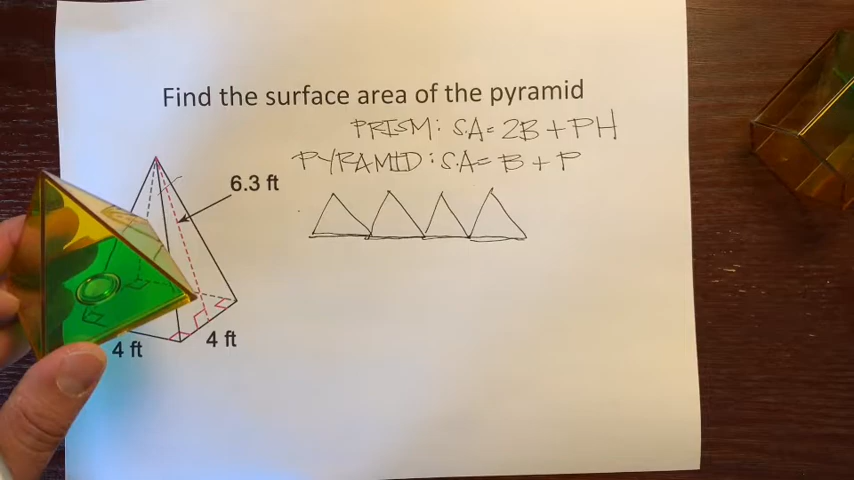 Find the surface area of the pyramid
PRISM: S.A= 2B + PH
PYRAMID: S.A= B + P
6.3 ft
4 ft
4 ft